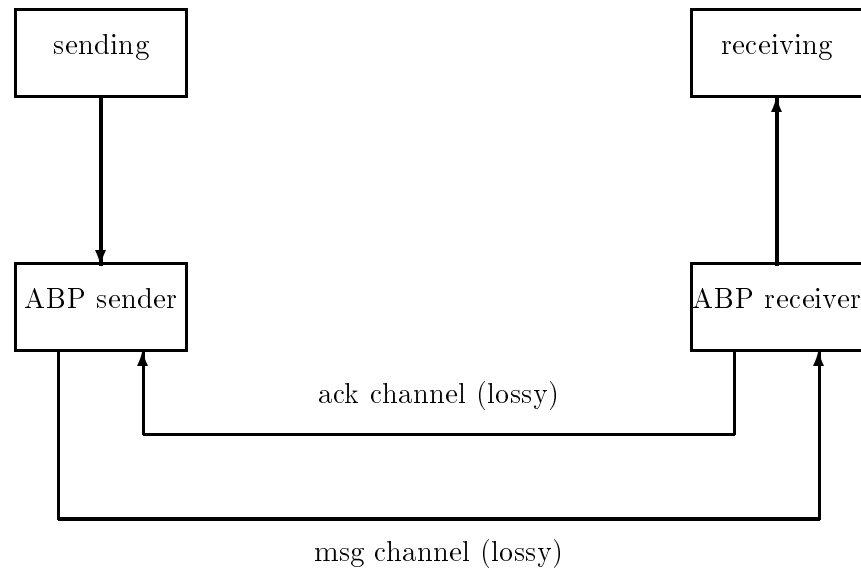 sending
receiving
ABP sender
ABP receiver
ack channel (lossy)
msg channel (lossy)